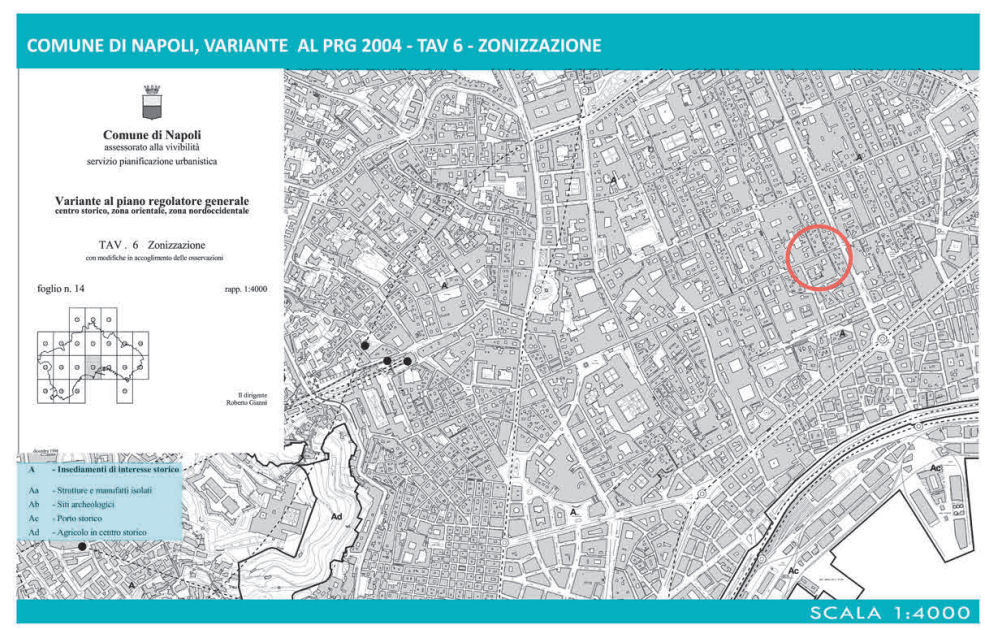 COMUNE DI NAPOLI, VARIANTE AL PRG 2004 - TAV 6 - ZONIZZAZIONE
Comune di Napoli
assessorato alla vivibilità
servizio pianificazione urbanistica
Variante al piano regolatore generale
centro storico, zona orientale, zona nordoccidentale
TAV . 6 Zonizzazione
con modifiche in accoglimento delle osservazioni
foglio n. 14 rapp. 1:4000
Il dirigente
Roberto Giannì
A - Insediamenti di interesse storico
Aa - Strutture e manufatti isolati
Ab - Siti archeologici
Ac - Porto storico
Ad - Agricolo in centro storico
A
A
A
A
A
A
Ad
Ac
Ac
SCALA 1:4000